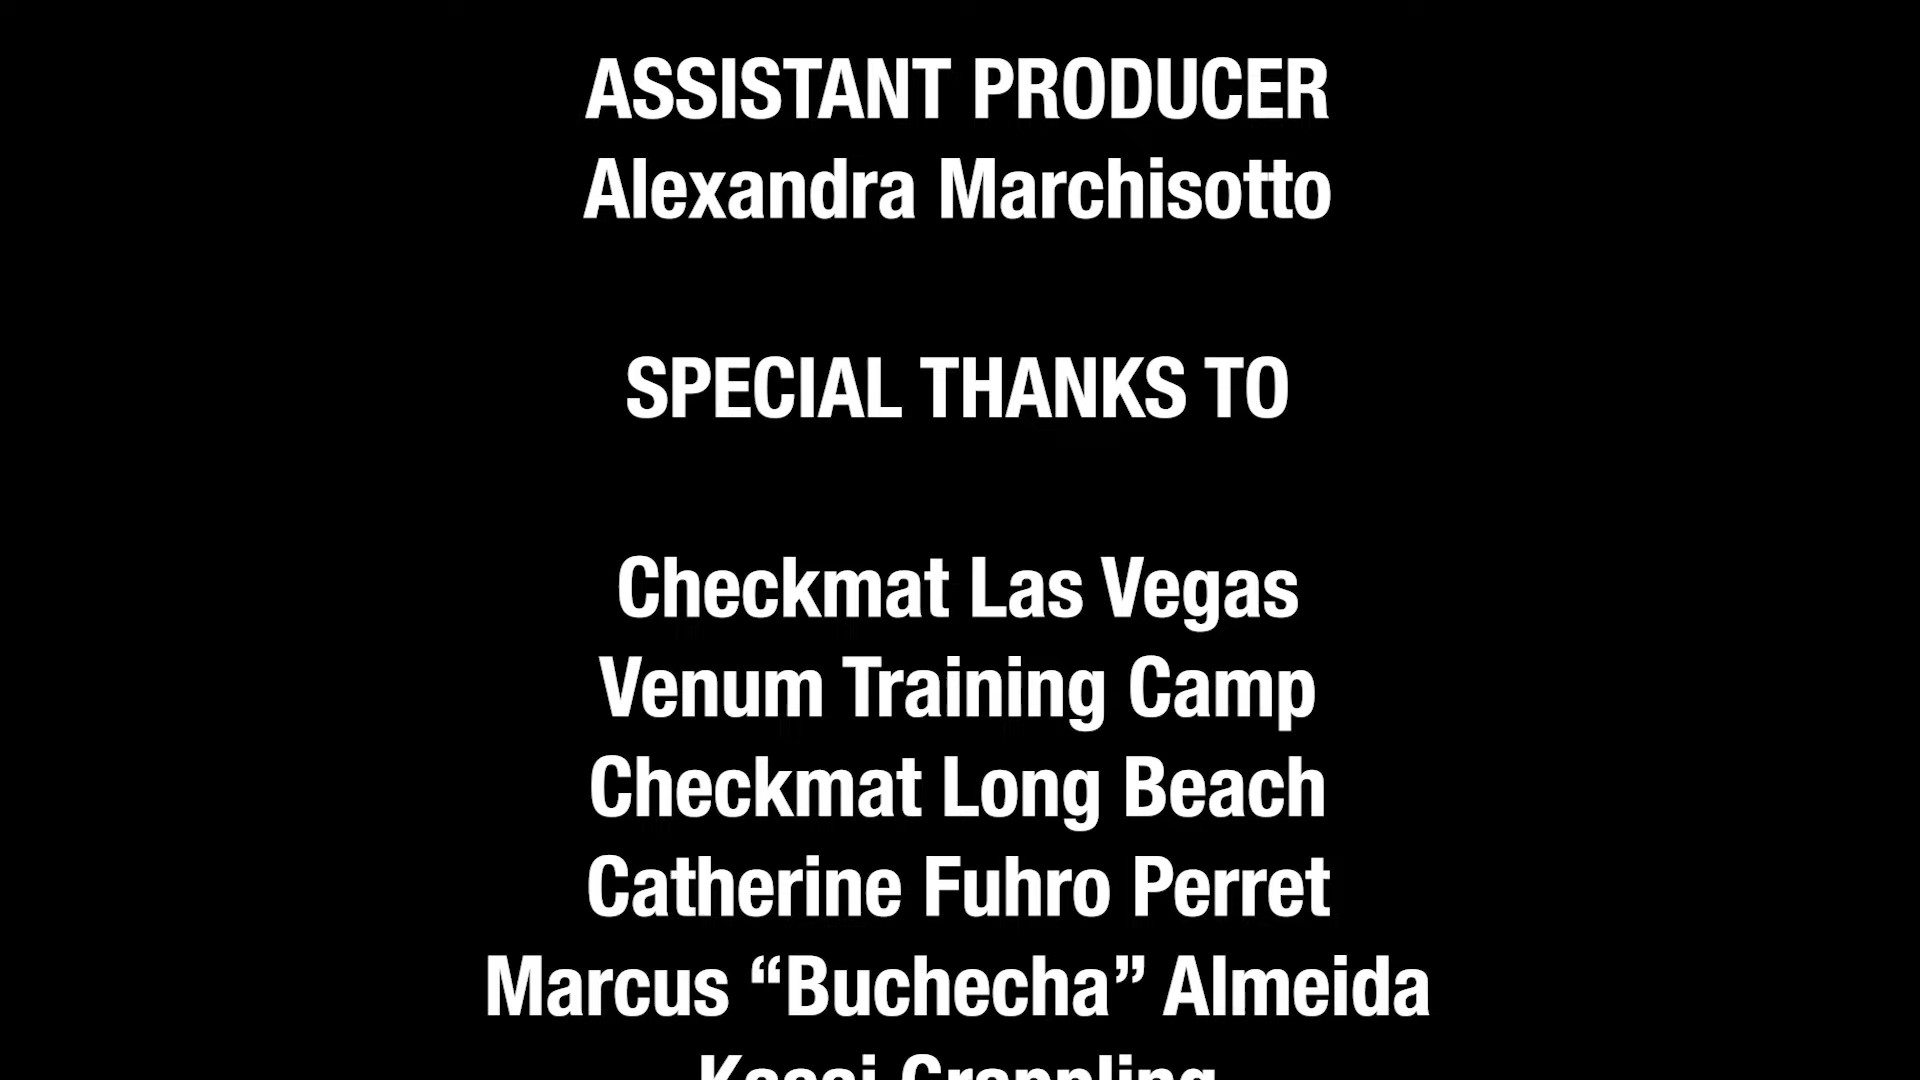 ASSISTANT PRODUCER
Alexandra Marchisotto
SPECIAL THANKS TO
Checkmat Las Vegas
Venum Training Camp
Checkmat Long Beach
Catherine Fuhro Perret
Marcus “Buchecha” Almeida
Grappling